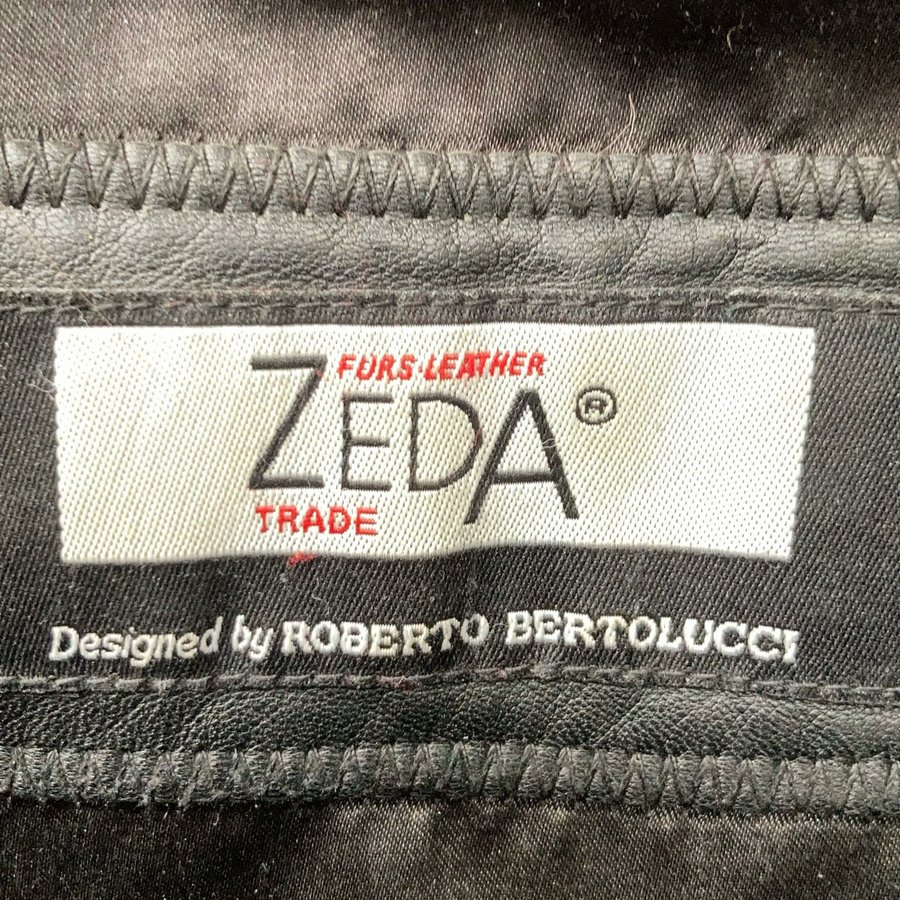 FURS·LEATHER
ZEDA®
TRADE
Designed by ROBERTO BERTOLUCCI